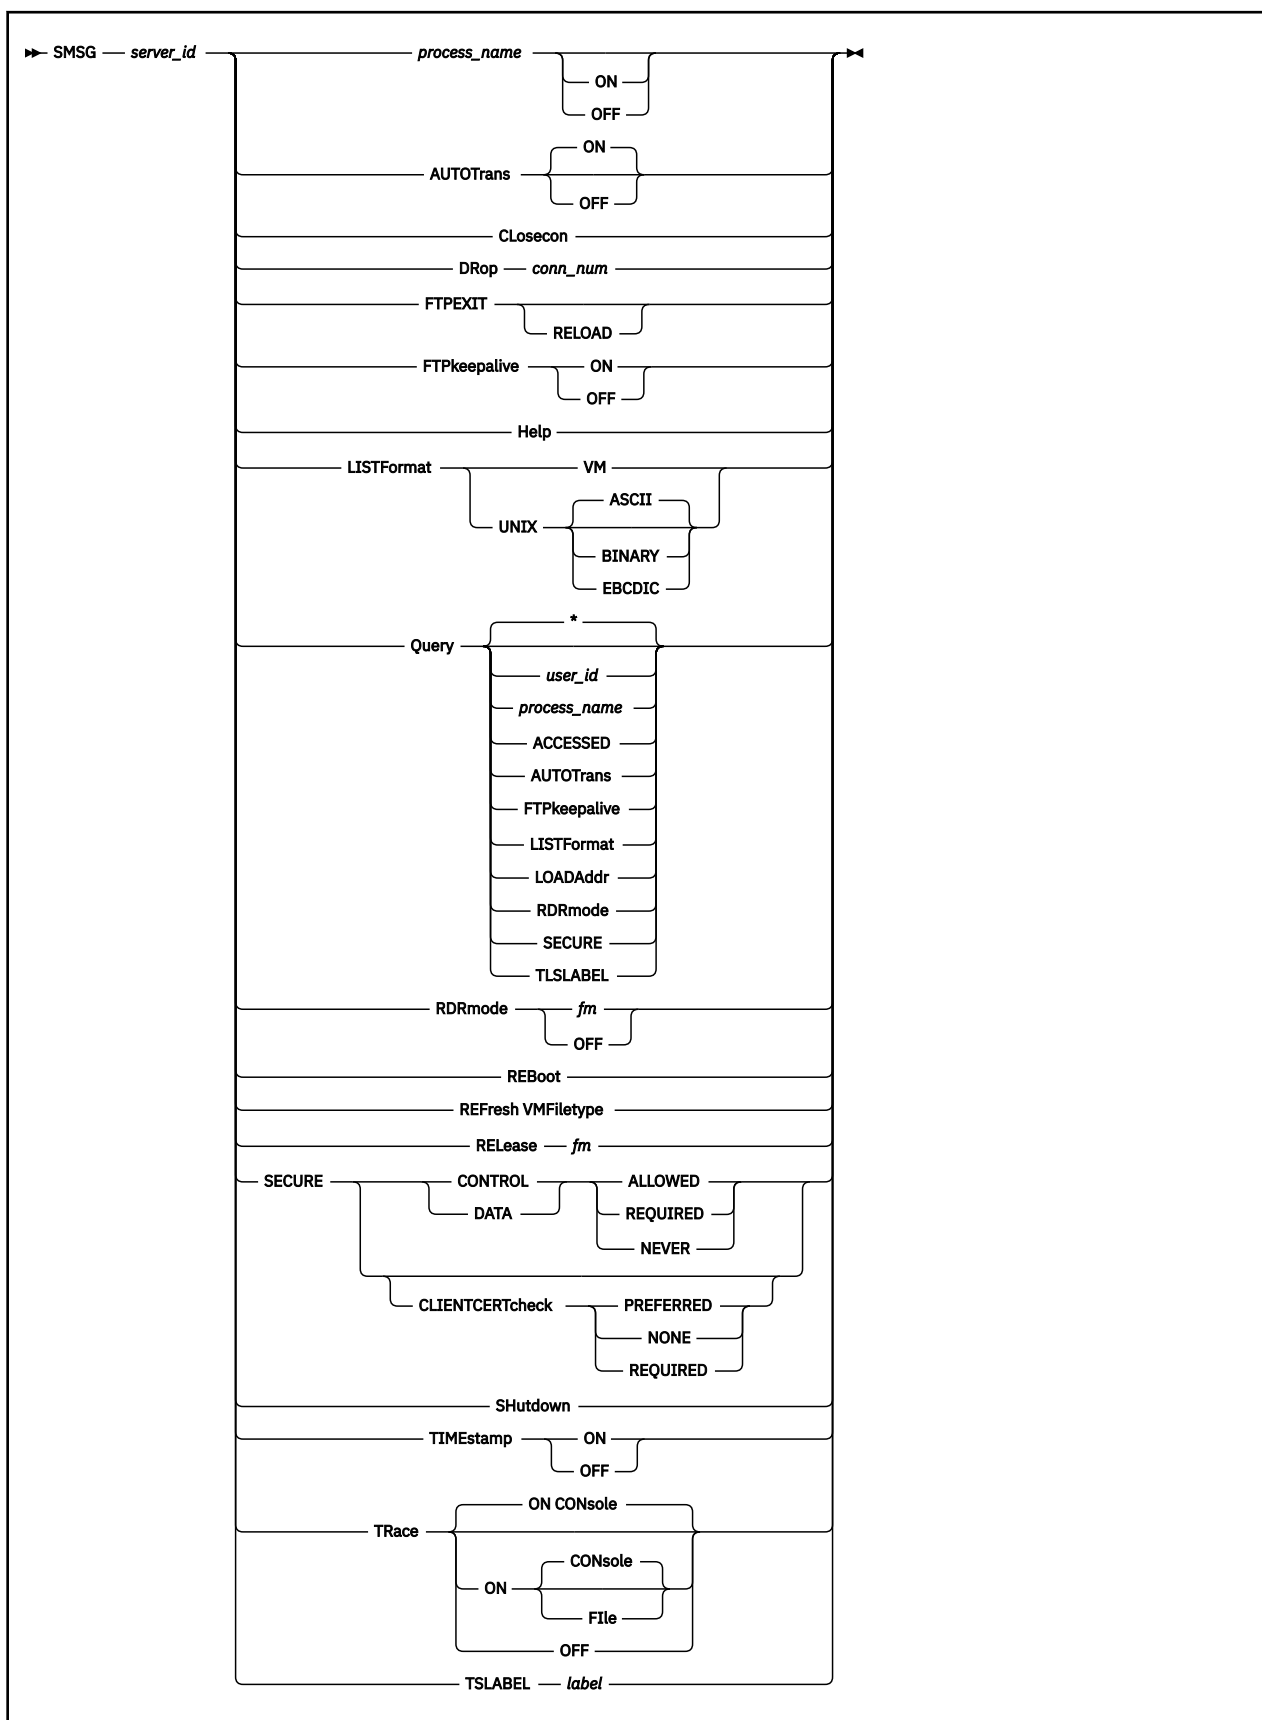 SMSG server_id process_name
ON
OFF
ON
AUTOTrans
OFF
CLosecon
DRop conn_num
FTPEXIT
RELOAD
FTPkeepalive ON
OFF
Help
LISTFormat VM
ASCII
UNIX
BINARY
EBCDIC
*
Query
user_id
process_name
ACCESSED
AUTOTrans
FTPkeepalive
LISTFormat
LOADAddr
RDRmode
SECURE
TLSLABEL
RDRmode fm
OFF
REBoot
REFresh VMFiletype
RELease fm
SECURE CONTROL ALLOWED
DATA REQUIRED
NEVER
CLIENTCERTcheck PREFERRED
NONE
REQUIRED
SHutdown
TIMEstamp ON
OFF
ON CONsole
TRace
CONsole
ON
FIle
OFF
TSLABEL label